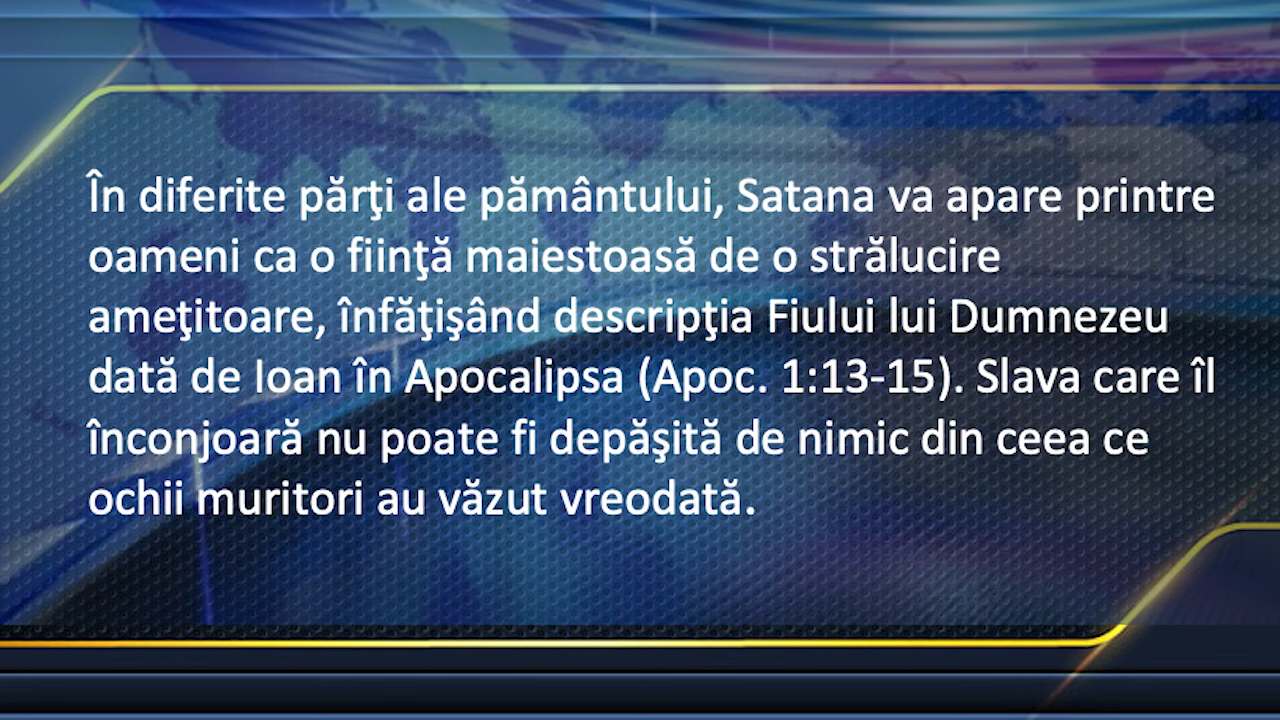 În diferite părţi ale pământului, Satana va apare printre
oameni ca o fiinţă maiestoasă de o strălucire
ameţitoare, înfăţişând descripţia Fiului lui Dumnezeu
dată de Ioan în Apocalipsa (Apoc. 1:13-15). Slava care îl
înconjoară nu poate fi depăşită de nimic din ceea ce
ochii muritori au văzut vreodată.